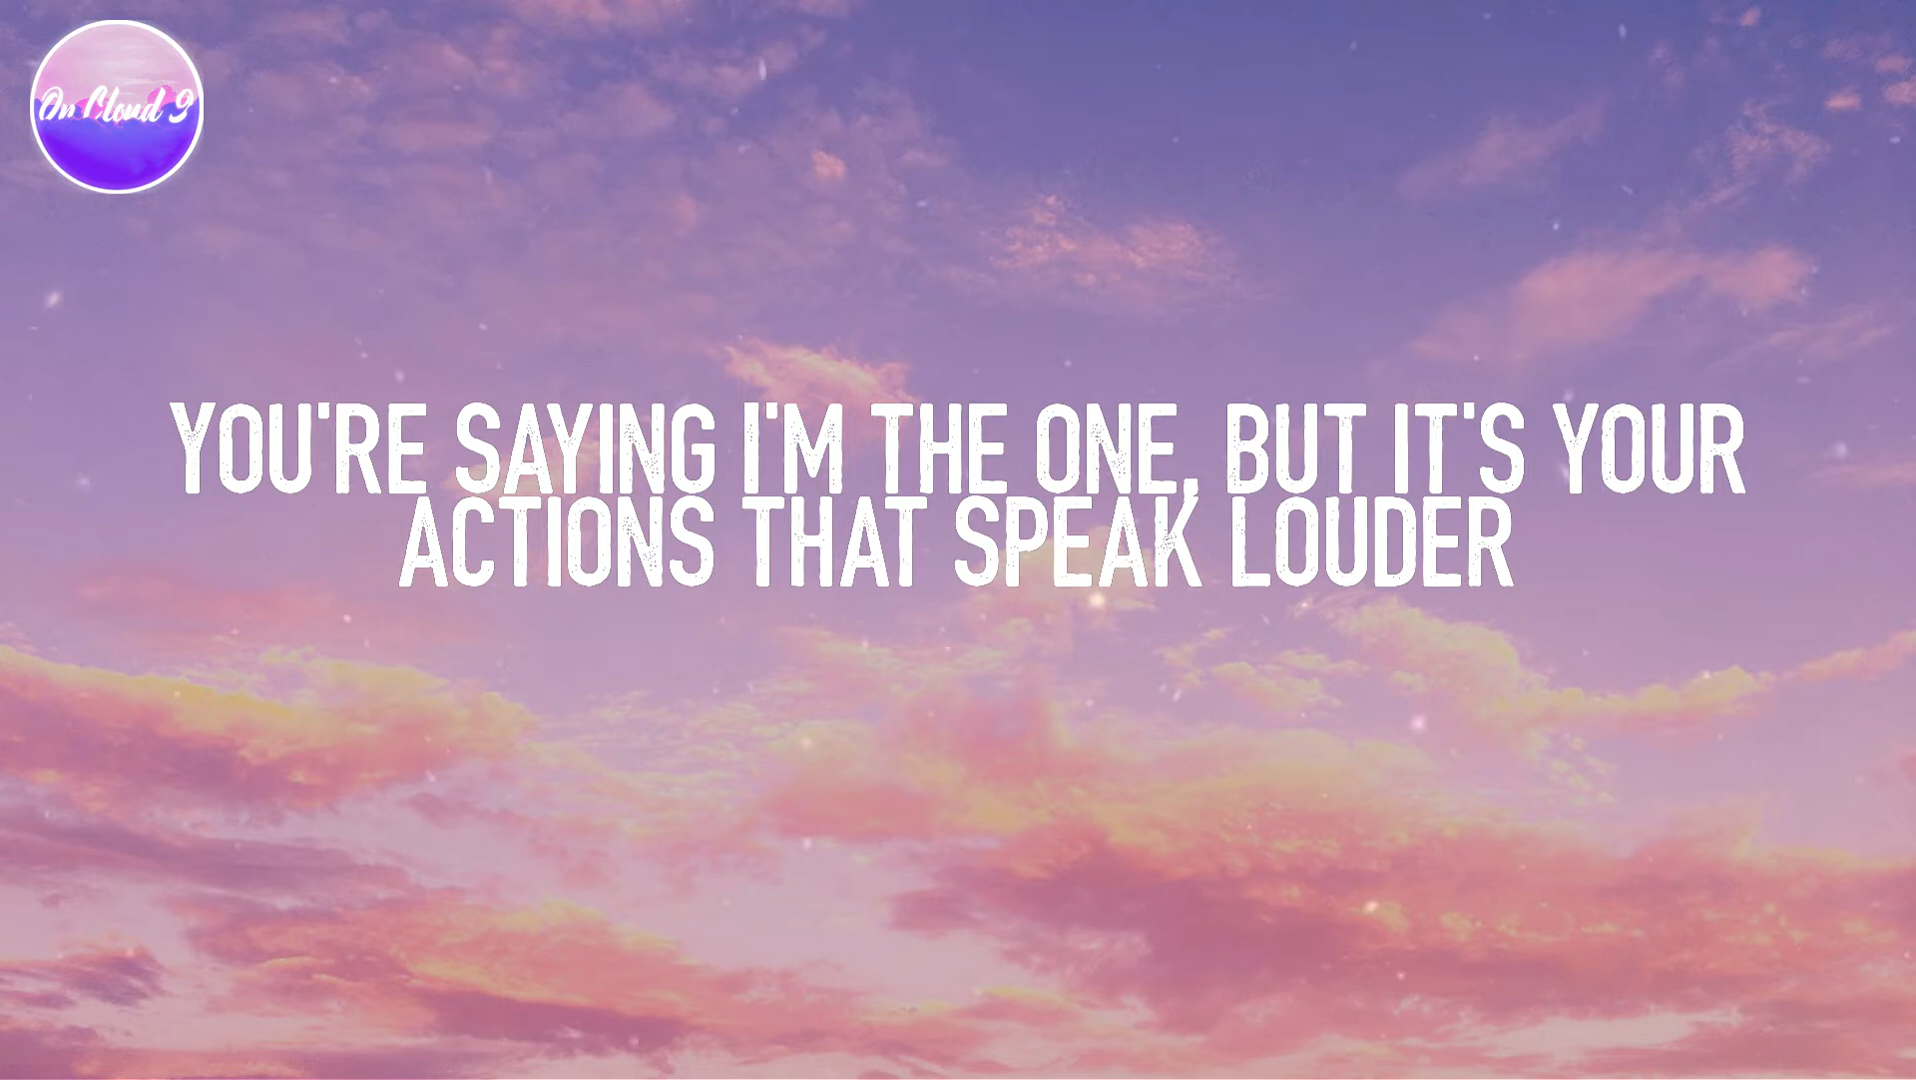 On Cloud 9
YOU'RE SAYING I'M THE ONE, BUT IT'S YOUR
ACTIONS THAT SPEAK LOUDER